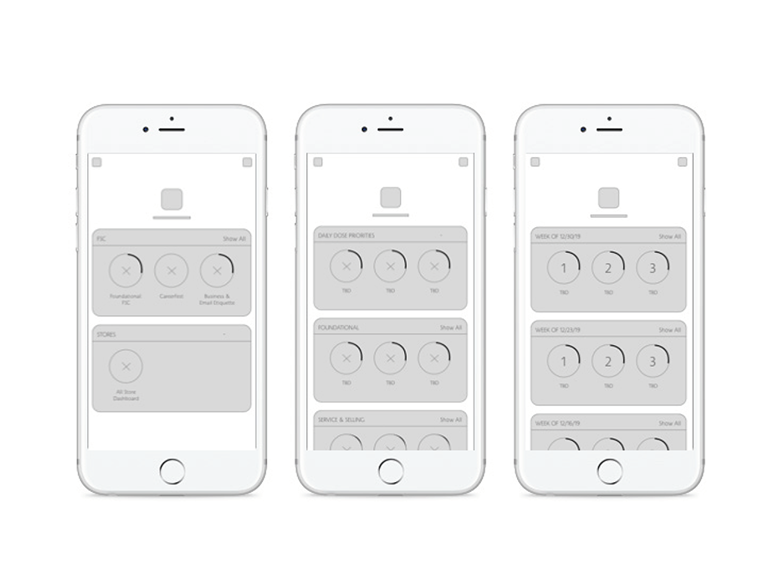 FSC
Show All
Foundational
FSC
CareerFest
Business &
Email Etiquette
STORES
All Store
Dashboard
DAILY DOSE PRIORITIES
TBD
TBD
TBD
FOUNDATIONAL
Show All
TBD
TBD
TBD
SERVICE & SELLING
Show All
WEEK OF 12/30/19
Show All
1
2
3
TBD
TBD
TBD
WEEK OF 12/23/19
Show All
1
2
3
TBD
TBD
TBD
WEEK OF 12/16/19
Show All